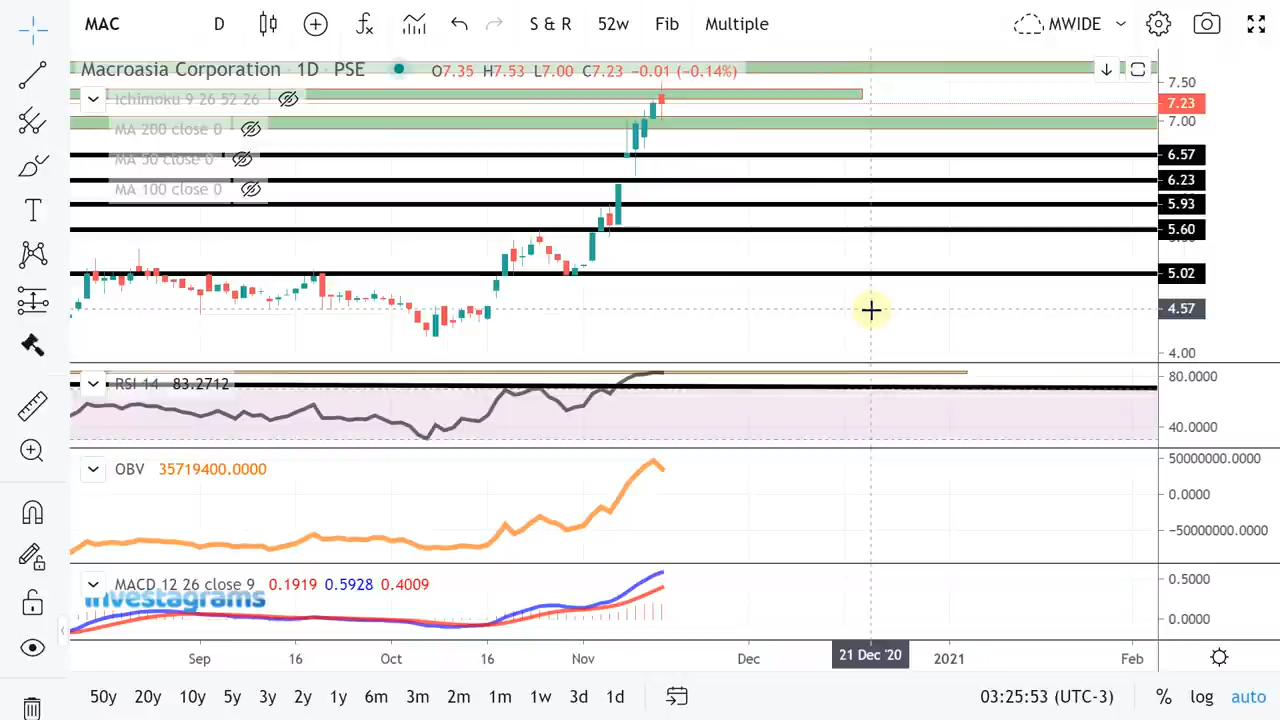 MAC D S & R 52w Fib Multiple MWIDE
Macroasia Corporation · 1D · PSE O7.35 H7.53 L7.00 C7.23 −0.01 (−0.14%)
Ichimoku 9 26 52 26
MA 200 close 0
MA 50 close 0
MA 100 close 0
7.50
7.23
7.00
6.57
6.23
5.93
5.60
5.02
4.57
4.00
RSI 14 83.2712
80.0000
40.0000
OBV 35719400.0000
50000000.0000
0.0000
−50000000.0000
MACD 12 26 close 9 0.1919 0.5928 0.4009
Investagrams
0.5000
0.0000
Sep 16 Oct 16 Nov Dec 21 Dec '20 2021 Feb
50y 20y 10y 5y 3y 2y 1y 6m 3m 2m 1m 1w 3d 1d 03:25:53 (UTC-3) % log auto